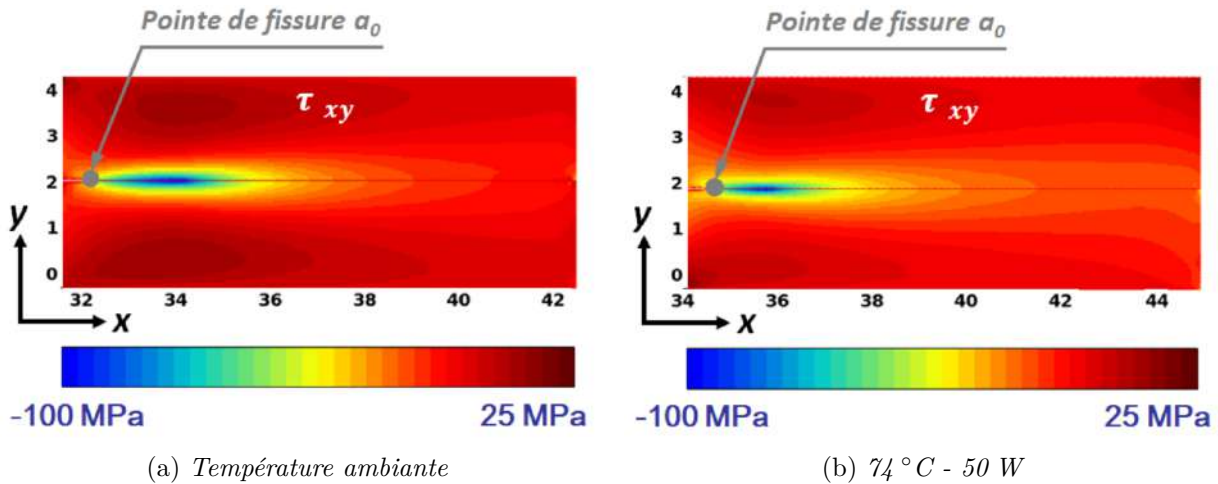 Pointe de fissure a₀
τ xy
4
3
2
1
0
y
32 34 36 38 40 42
x
-100 MPa 25 MPa
(a) Température ambiante
Pointe de fissure a₀
τ xy
4
3
2
1
0
y
34 36 38 40 42 44
x
-100 MPa 25 MPa
(b) 74 °C - 50 W